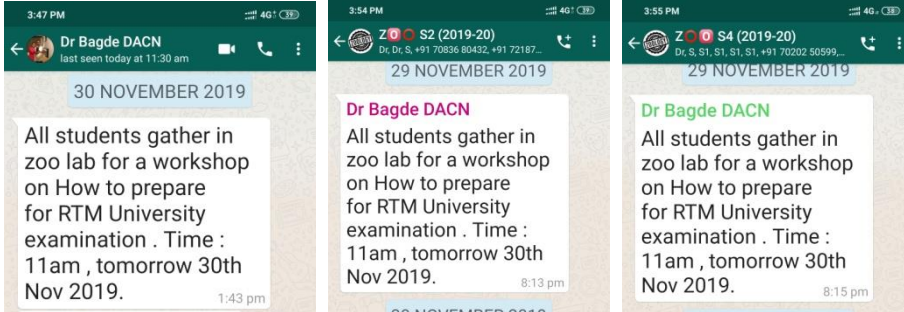 3:47 PM
4G+ 39
Dr Bagde DACN
last seen today at 11:30 am
30 NOVEMBER 2019
All students gather in
zoo lab for a workshop
on How to prepare
for RTM University
examination . Time :
11am , tomorrow 30th
Nov 2019.
1:43 pm
3:54 PM
4G+ 39
Z🅾️⭕ S2 (2019-20)
Dr, Dr, S, +91 70836 80432, +91 72187...
29 NOVEMBER 2019
Dr Bagde DACN
All students gather in
zoo lab for a workshop
on How to prepare
for RTM University
examination . Time :
11am , tomorrow 30th
Nov 2019.
8:13 pm
30 NOVEMBER 2019
3:55 PM
4G+ 38
Z⭕🅾️ S4 (2019-20)
Dr, S, S1, S1, S1, S1, +91 70202 50599,...
29 NOVEMBER 2019
Dr Bagde DACN
All students gather in
zoo lab for a workshop
on How to prepare
for RTM University
examination . Time :
11am , tomorrow 30th
Nov 2019.
8:15 pm